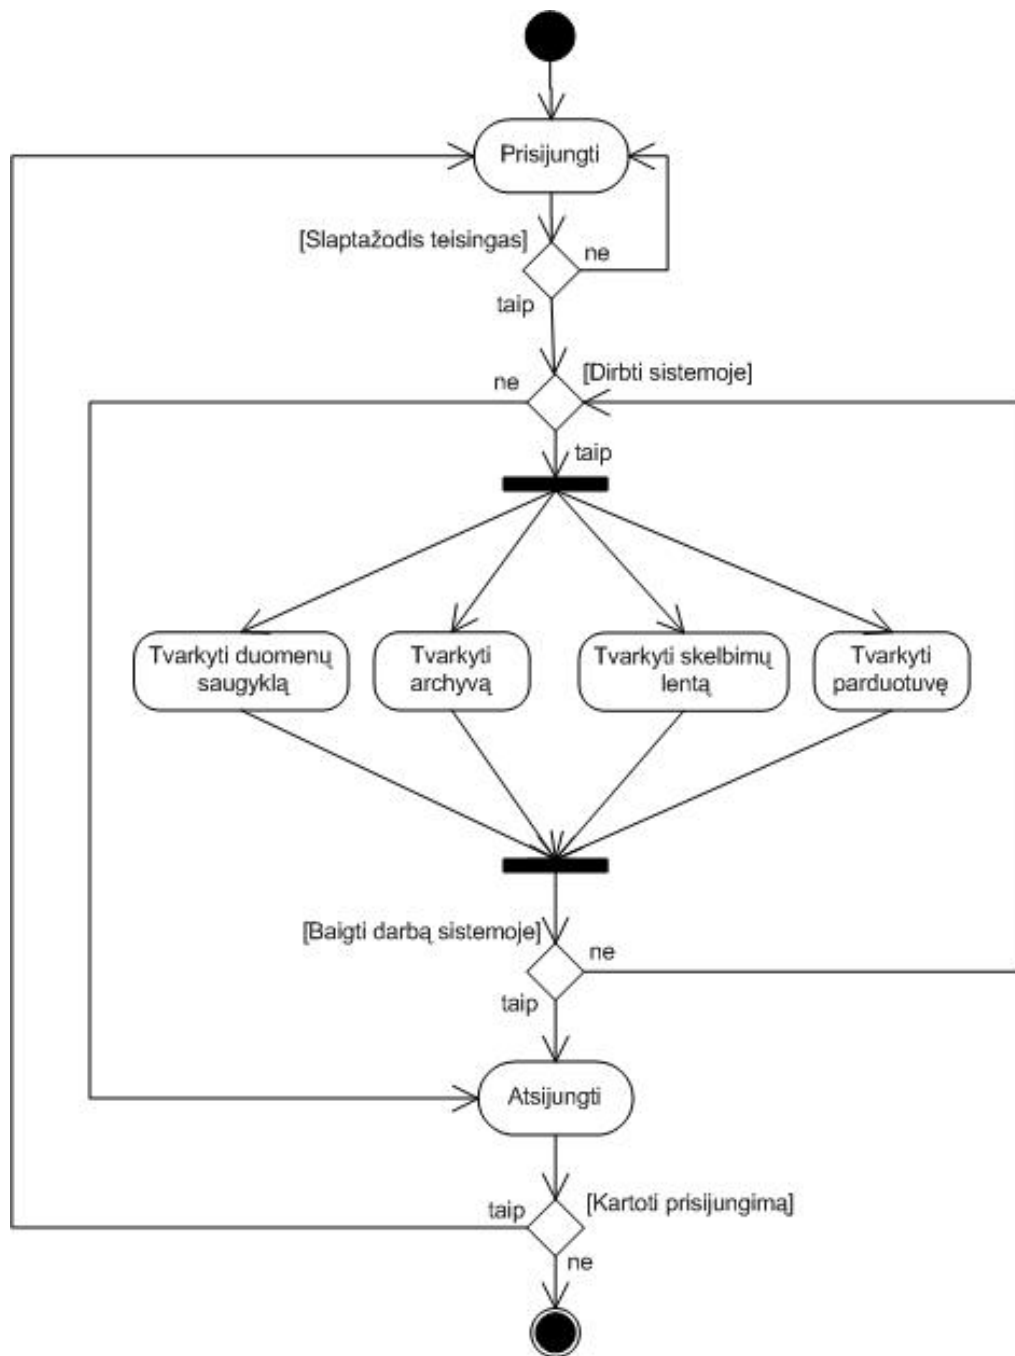 Prisijungti
[Slaptažodis teisingas]
ne
taip
ne
[Dirbti sistemoje]
taip
Tvarkyti duomenų
saugyklą
Tvarkyti
archyvą
Tvarkyti skelbimų
lentą
Tvarkyti
parduotuvę
[Baigti darbą sistemoje]
ne
taip
Atsijungti
taip
[Kartoti prisijungimą]
ne